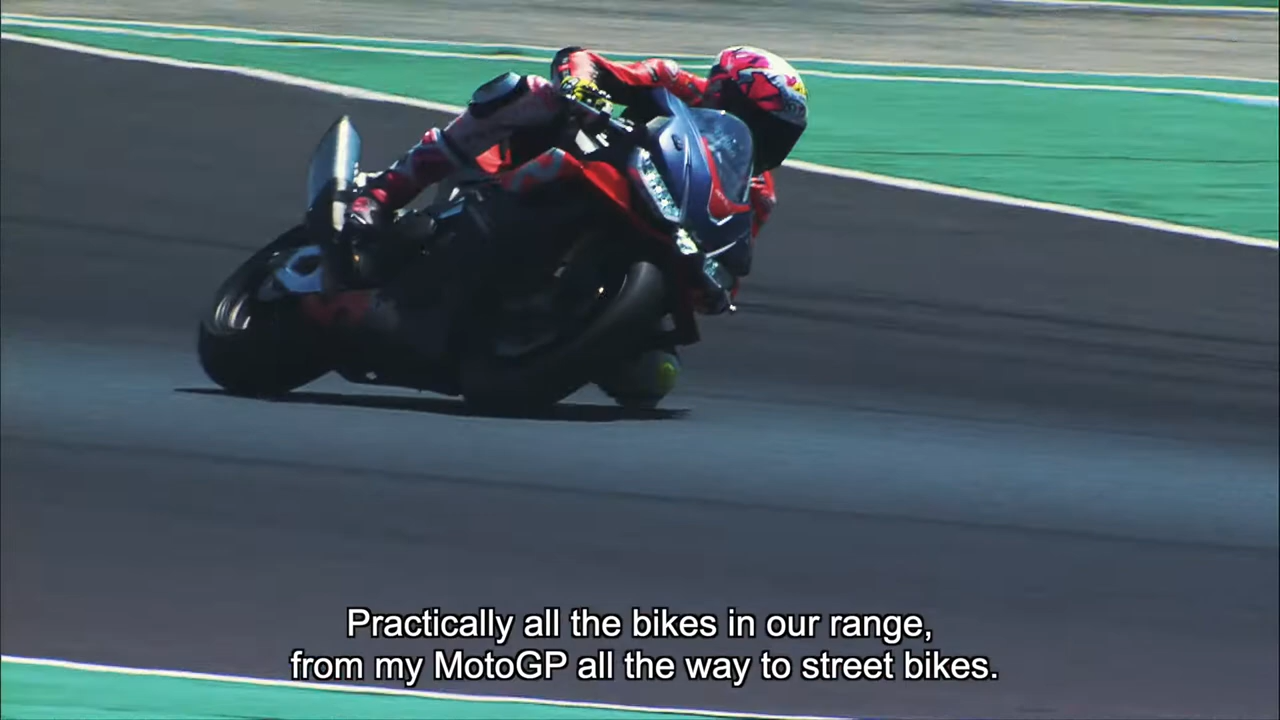 Practically all the bikes in our range,
from my MotoGP all the way to street bikes.